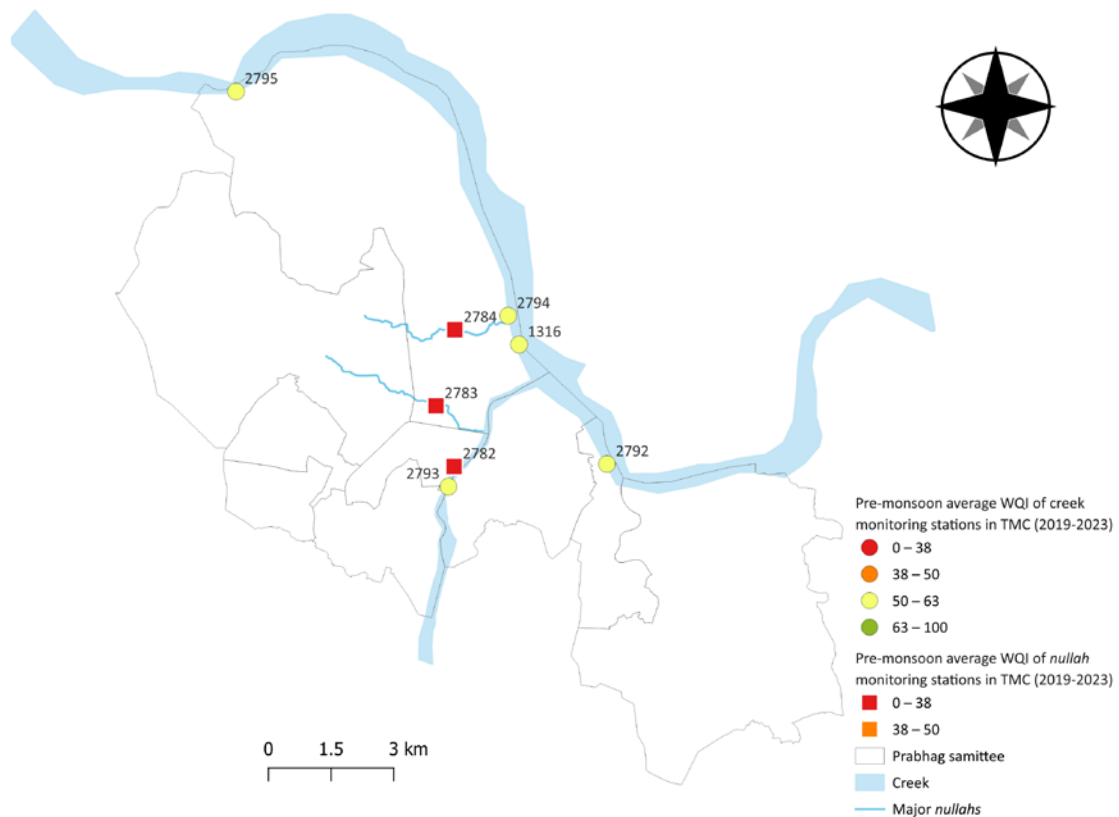 2795
2794
2784
1316
2783
2782
2792
2793
Pre-monsoon average WQI of creek
monitoring stations in TMC (2019-2023)
0 – 38
38 – 50
50 – 63
63 – 100
Pre-monsoon average WQI of nullah
monitoring stations in TMC (2019-2023)
0 – 38
38 – 50
Prabhag samittee
Creek
Major nullahs
0 1.5 3 km